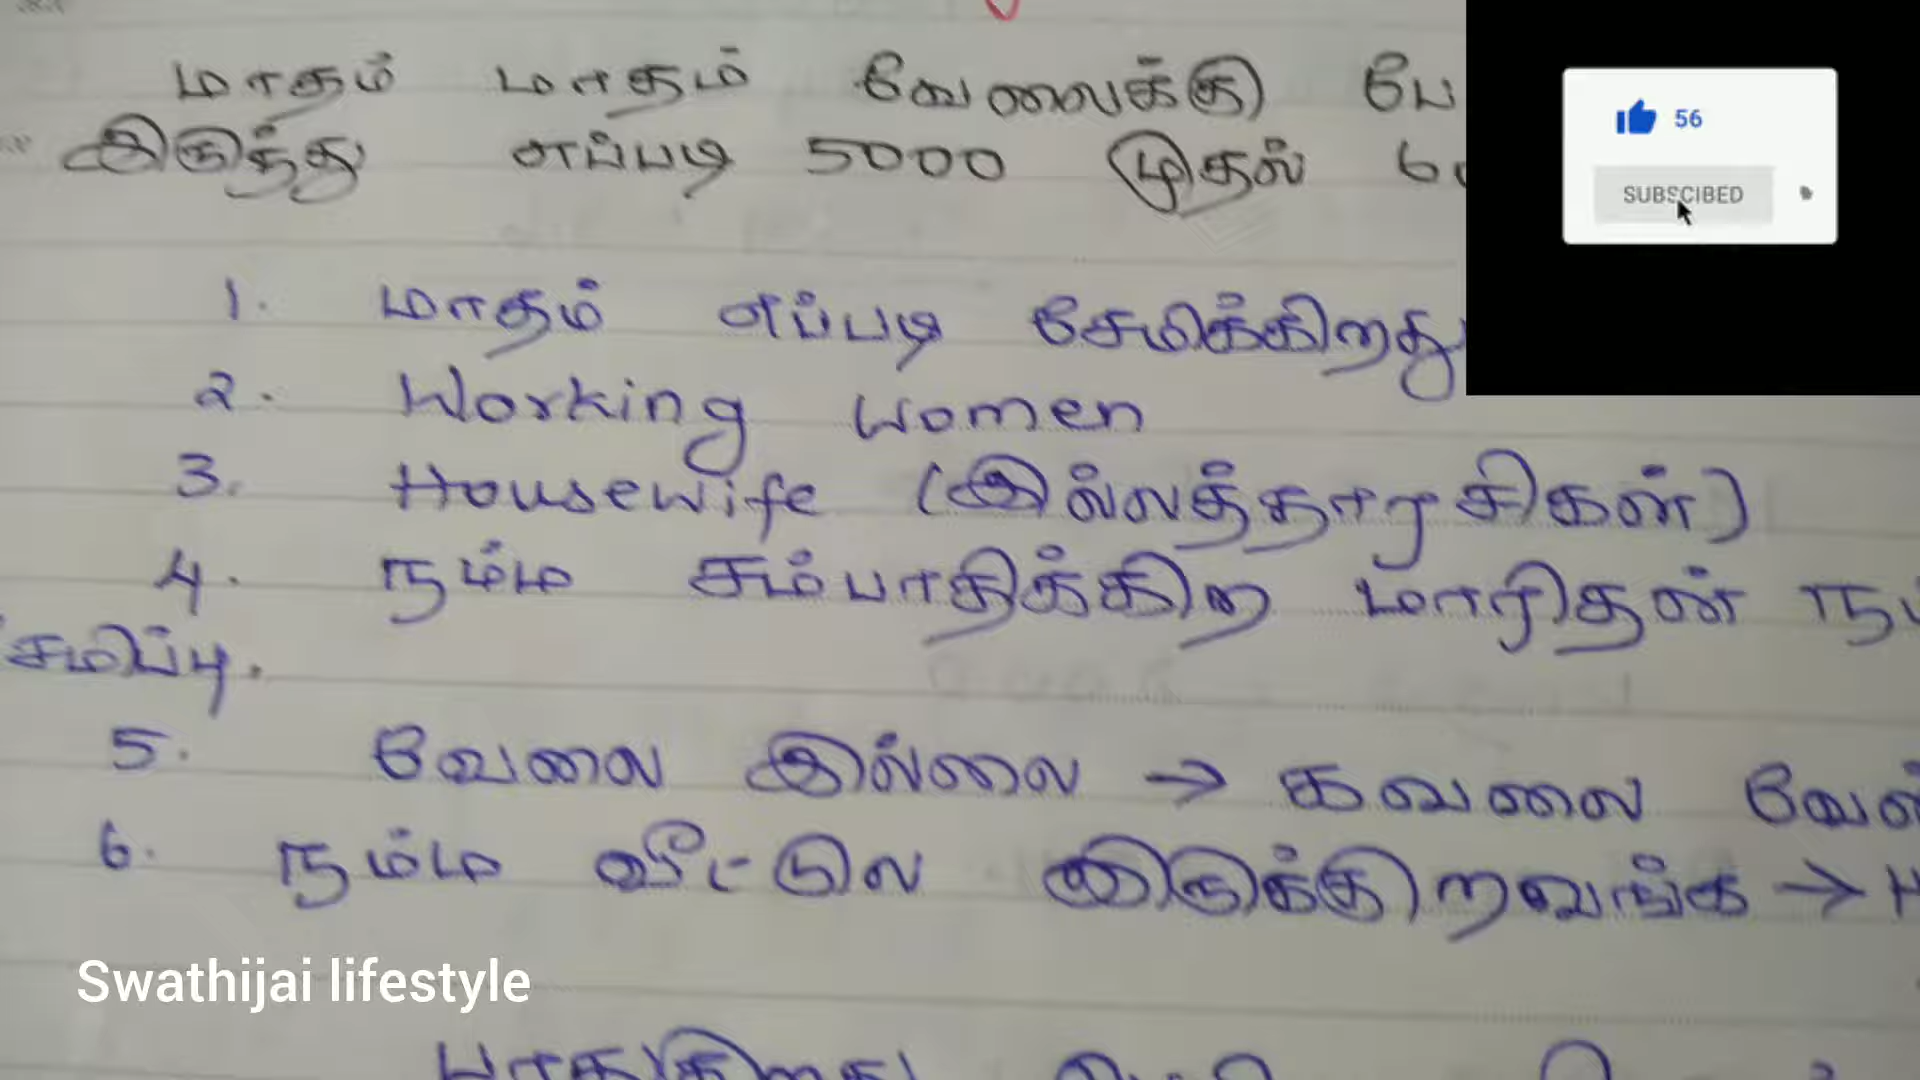 மாதம் மாதம் வேலைக்கு
இருந்து எப்படி 5000 முதல்
56
SUBSCIBED
1. மாதம் எப்படி சேமிக்கிறது
2. Working women
3. Housewife (இல்லத்தாரசிகள்)
4. நம்ம சம்பாதிக்கிற மாரிதான்
சமிப்பு.
5. வேலை இல்லை → கவலை
6. நம்ம வீட்டுல இருக்கிறவங்க → H
Swathijai lifestyle